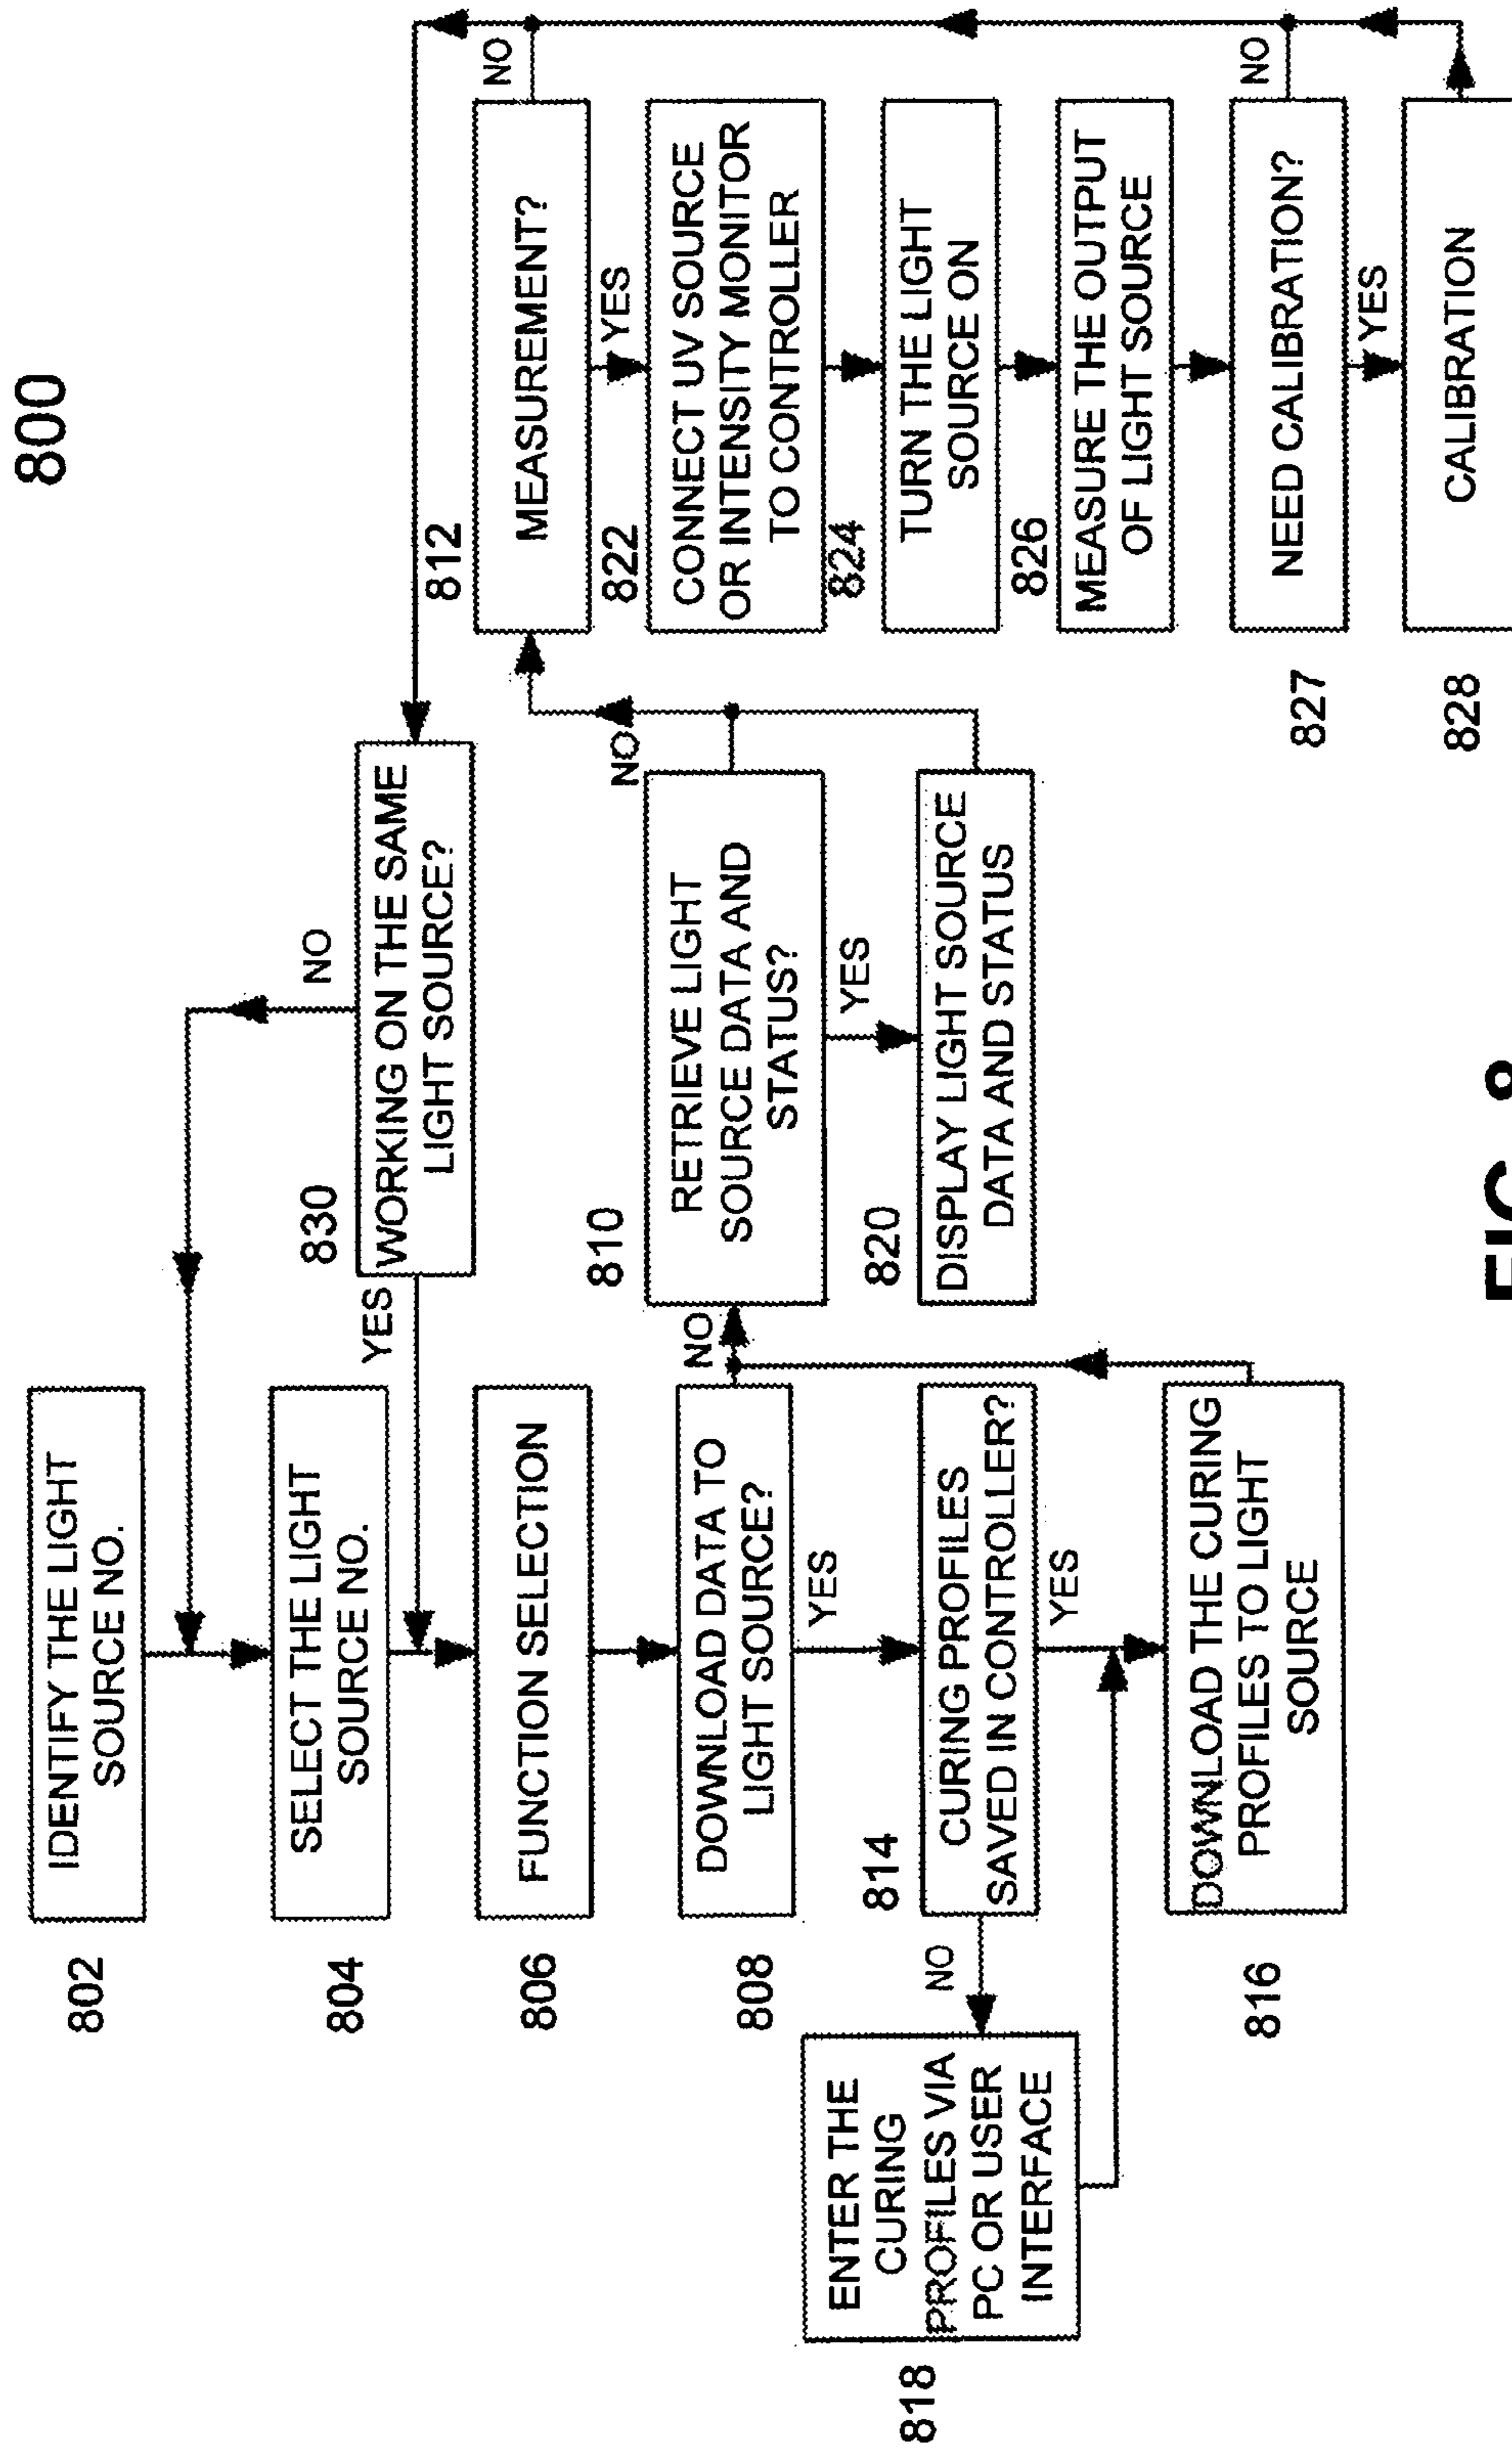 800
802
IDENTIFY THE LIGHT
SOURCE NO.
804
SELECT THE LIGHT
SOURCE NO.
806
FUNCTION SELECTION
808
DOWNLOAD DATA TO
LIGHT SOURCE?
NO
YES
814
CURING PROFILES
SAVED IN CONTROLLER?
NO
YES
818
ENTER THE
CURING
PROFILES VIA
PC OR USER
INTERFACE
816
DOWNLOAD THE CURING
PROFILES TO LIGHT
SOURCE
830
WORKING ON THE SAME
LIGHT SOURCE?
NO
YES
810
RETRIEVE LIGHT
SOURCE DATA AND
STATUS?
NO
YES
820
DISPLAY LIGHT SOURCE
DATA AND STATUS
812
MEASUREMENT?
NO
YES
822
CONNECT UV SOURCE
OR INTENSITY MONITOR
TO CONTROLLER
824
TURN THE LIGHT
SOURCE ON
826
MEASURE THE OUTPUT
OF LIGHT SOURCE
827
NEED CALIBRATION?
NO
YES
828
CALIBRATION
FIG. 8